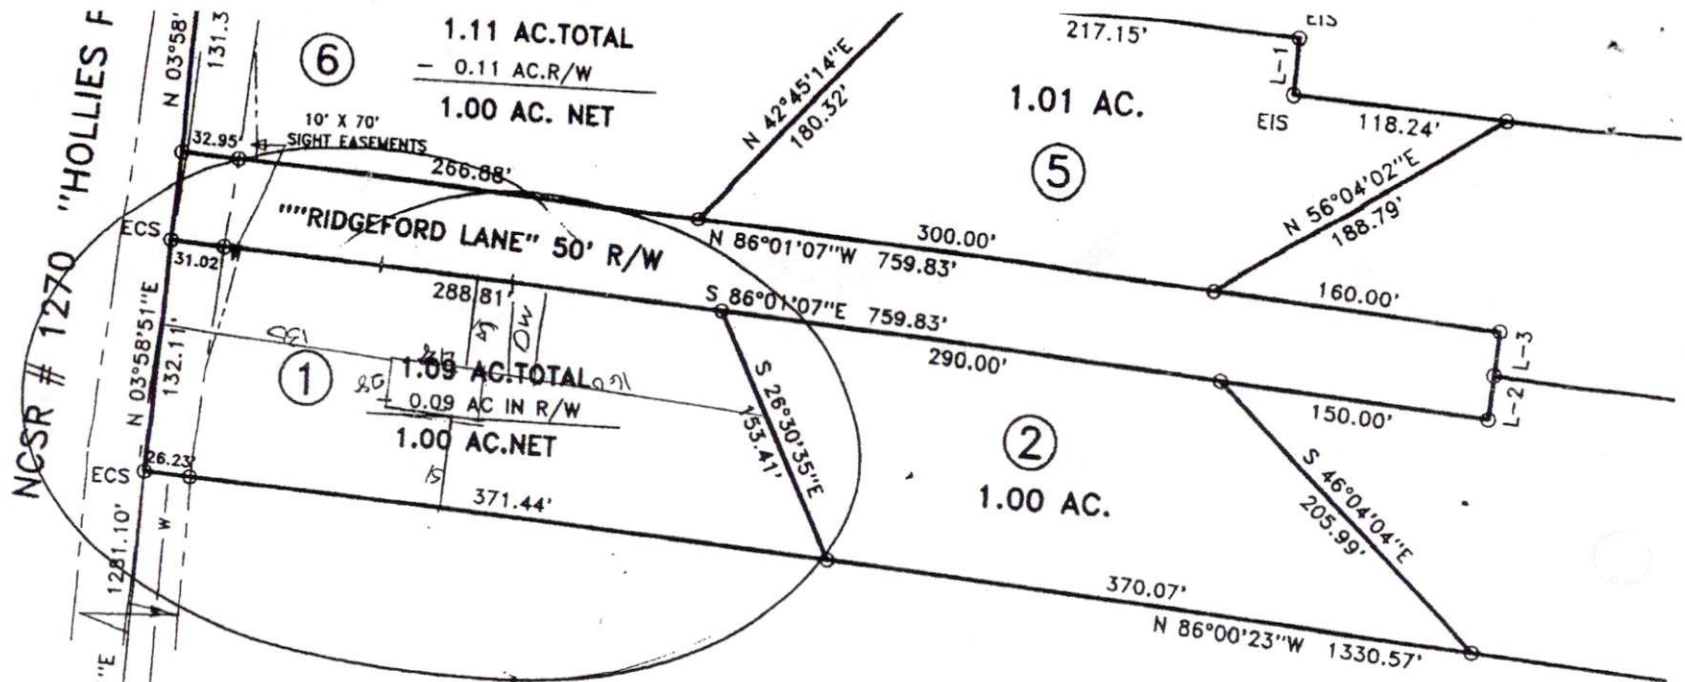 EIS
1.11 AC.TOTAL
- 0.11 AC.R/W
1.00 AC. NET
6
N 03°58'
131.3
217.15'
L-1
N 42°45'14"E
180.32'
1.01 AC.
EIS
118.24'
5
"HOLLIES
NCSR # 1270
32.95'
10' X 70'
SIGHT EASEMENTS
266.88'
N 56°04'02"E
188.79'
""RIDGEFORD LANE" 50' R/W
N 86°01'07"W 759.83'
300.00'
160.00'
ECS
31.02'
288.81'
S 86°01'07"E 759.83'
290.00'
150.00'
L-3
L-2
N 03°58'51"E
132.11'
130
DW
1
1.09 AC.TOTAL
- 0.09 AC IN R/W
1.00 AC.NET
S 26°30'35"E
153.41'
2
1.00 AC.
S 46°04'04"E
205.99'
ECS
26.23'
51
371.44'
370.07'
N 86°00'23"W 1330.57'
1281.10'
W
"E